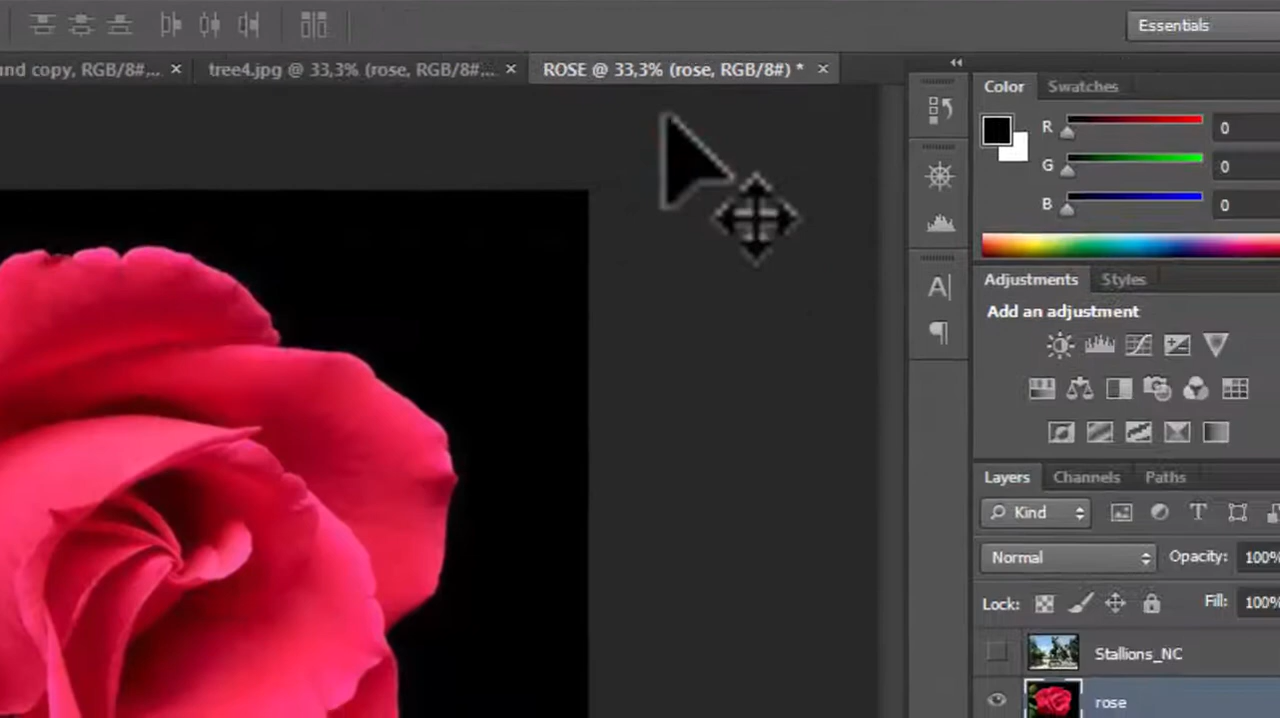 Essentials
und copy, RGB/8#,... × tree4.jpg @ 33,3% (rose, RGB/8#,... × ROSE @ 33,3% (rose, RGB/8#) * ×
Color Swatches
R 0
G 0
B 0
Adjustments Styles
Add an adjustment
Layers Channels Paths
Kind
Normal Opacity: 100%
Lock: Fill: 100%
Stallions_NC
rose